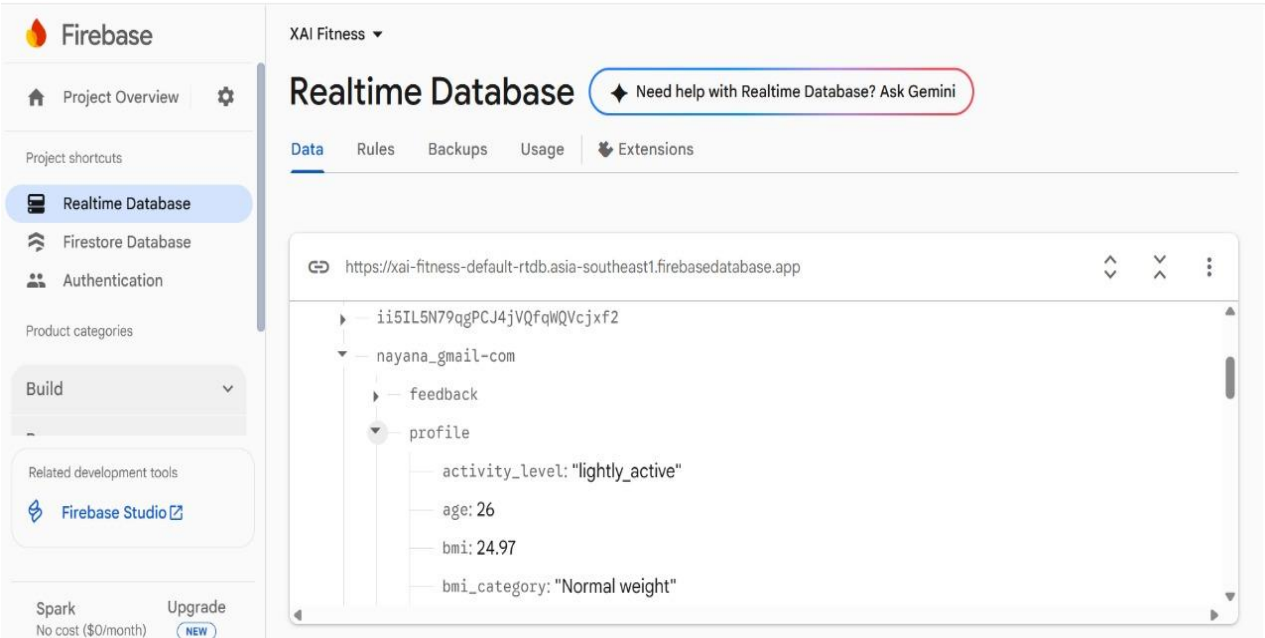 Firebase
Project Overview
Project shortcuts
Realtime Database
Firestore Database
Authentication
Product categories
Build
Related development tools
Firebase Studio
Spark
No cost ($0/month)
Upgrade
NEW
XAI Fitness
Realtime Database
Need help with Realtime Database? Ask Gemini
Data Rules Backups Usage Extensions
https://xai-fitness-default-rtdb.asia-southeast1.firebasedatabase.app
ii5IL5N79qgPCJ4jVQfqWQVcjxf2
nayana_gmail-com
feedback
profile
activity_level: "lightly_active"
age: 26
bmi: 24.97
bmi_category: "Normal weight"